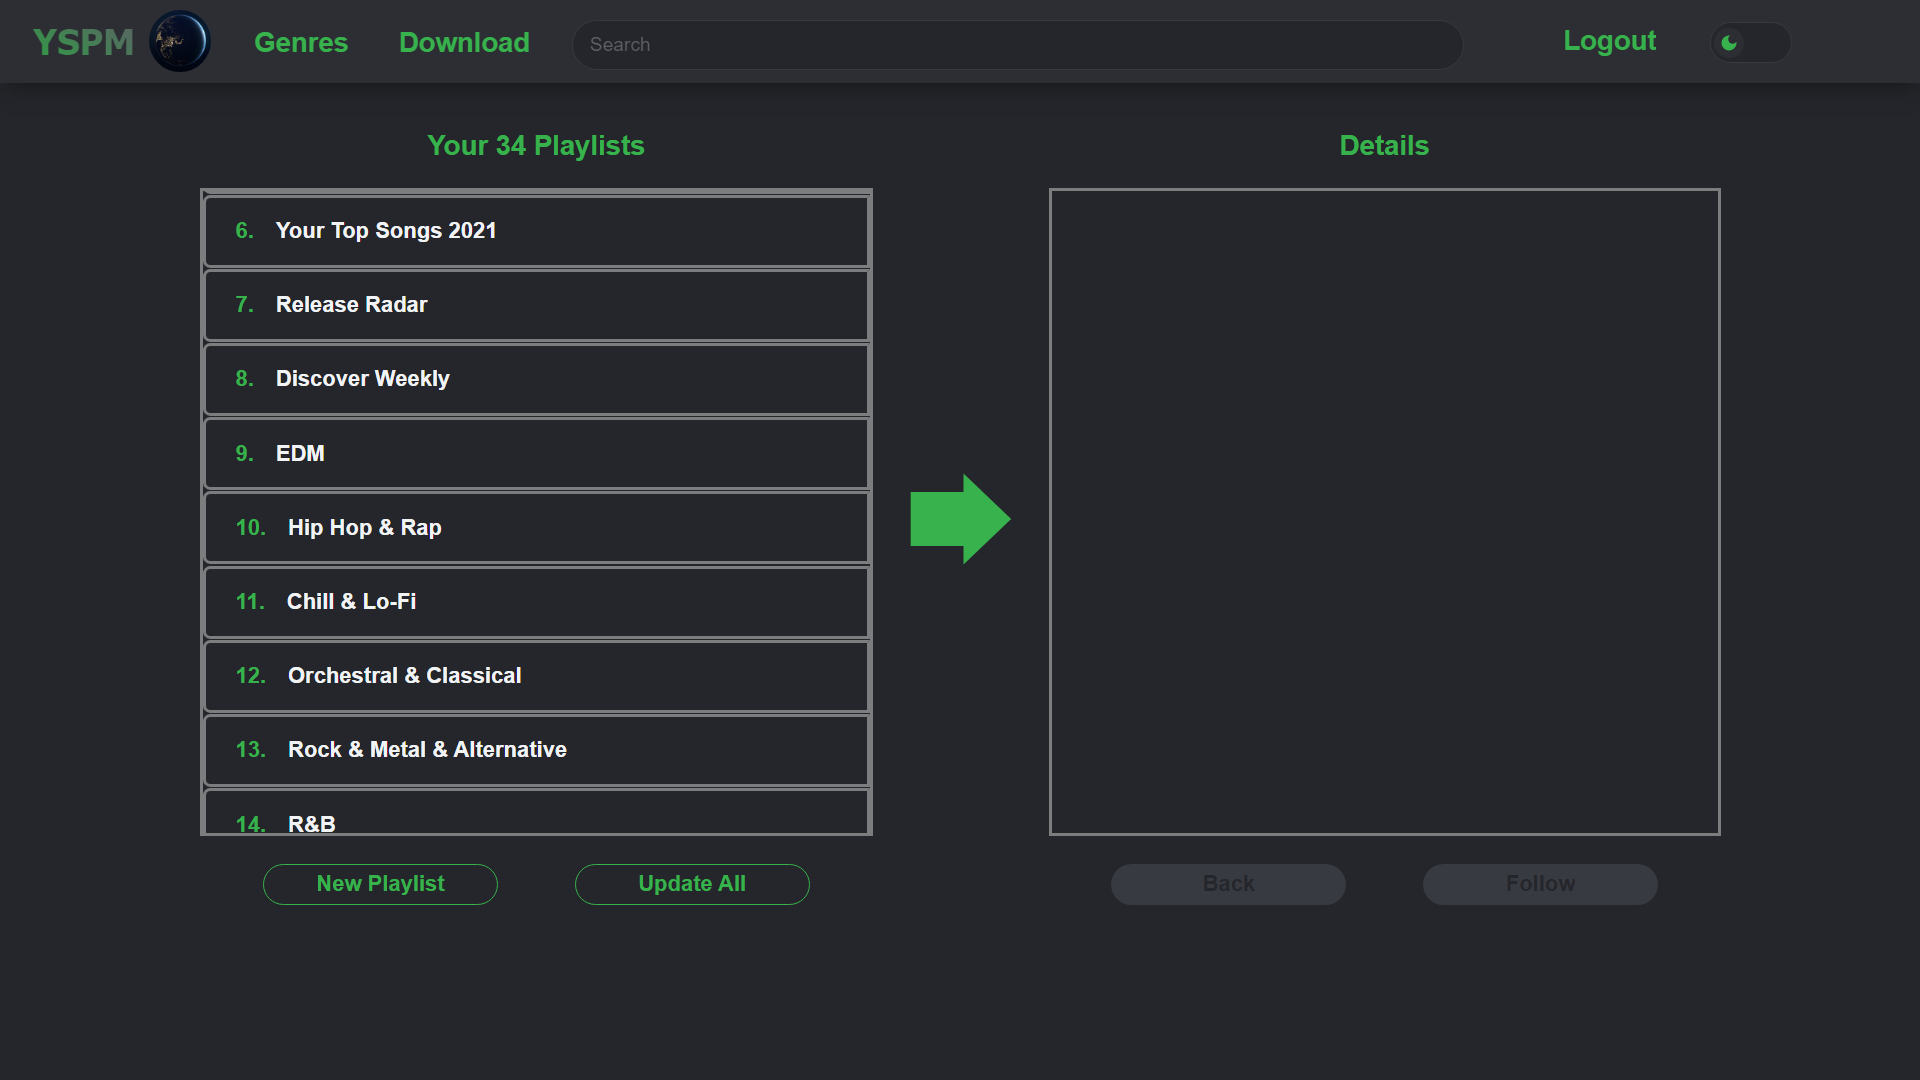 YSPM
Genres
Download
Search
Logout
Your 34 Playlists
6. Your Top Songs 2021
7. Release Radar
8. Discover Weekly
9. EDM
10. Hip Hop & Rap
11. Chill & Lo-Fi
12. Orchestral & Classical
13. Rock & Metal & Alternative
14. R&B
New Playlist
Update All
Details
Back
Follow